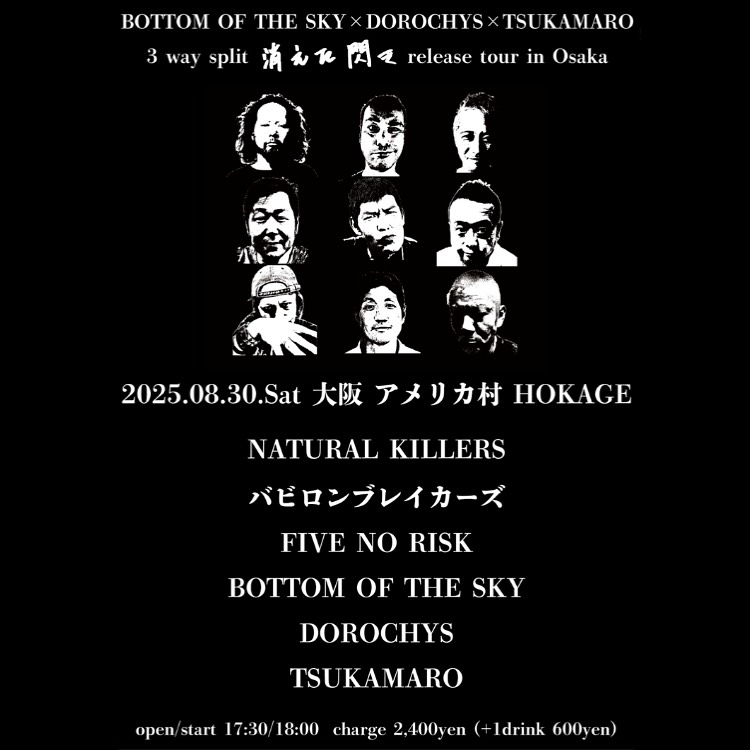 BOTTOM OF THE SKY×DOROCHYS×TSUKAMARO
3 way split 消えた閃々 release tour in Osaka
2025.08.30.Sat 大阪 アメリカ村 HOKAGE
NATURAL KILLERS
バビロンブレイカーズ
FIVE NO RISK
BOTTOM OF THE SKY
DOROCHYS
TSUKAMARO
open/start 17:30/18:00 charge 2,400yen (+1drink 600yen)